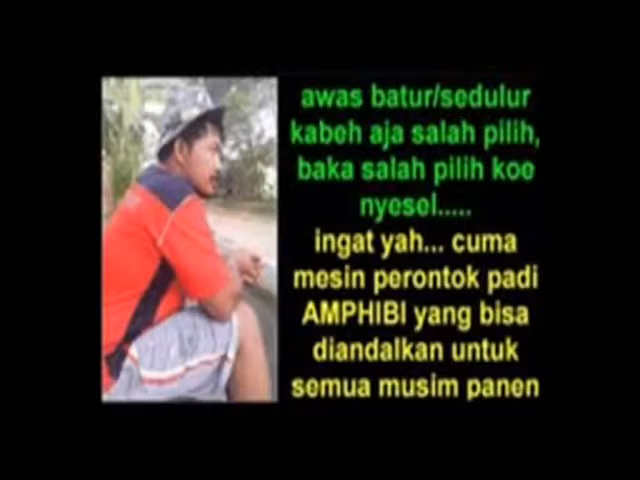 awas batur/sedulur
kabeh aja salah pilih,
baka salah pilih koe
nyesel.....
ingat yah... cuma
mesin perontok padi
AMPHIBI yang bisa
diandalkan untuk
semua musim panen